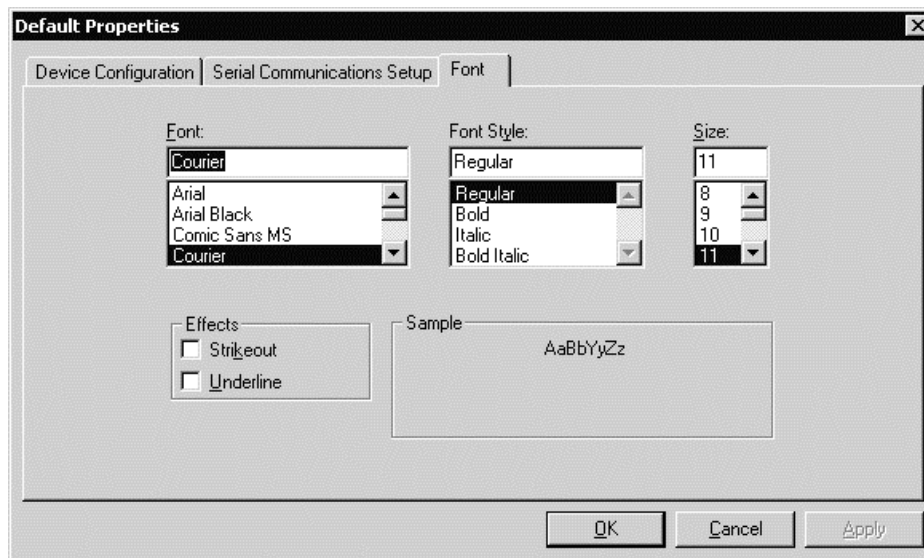 Default Properties
Device Configuration Serial Communications Setup Font
Font: Font Style: Size:
Courier Regular 11
Arial Regular 8
Arial Black Bold 9
Comic Sans MS Italic 10
Courier Bold Italic 11
Effects Sample
Strikeout AaBbYyZz
Underline
OK Cancel Apply